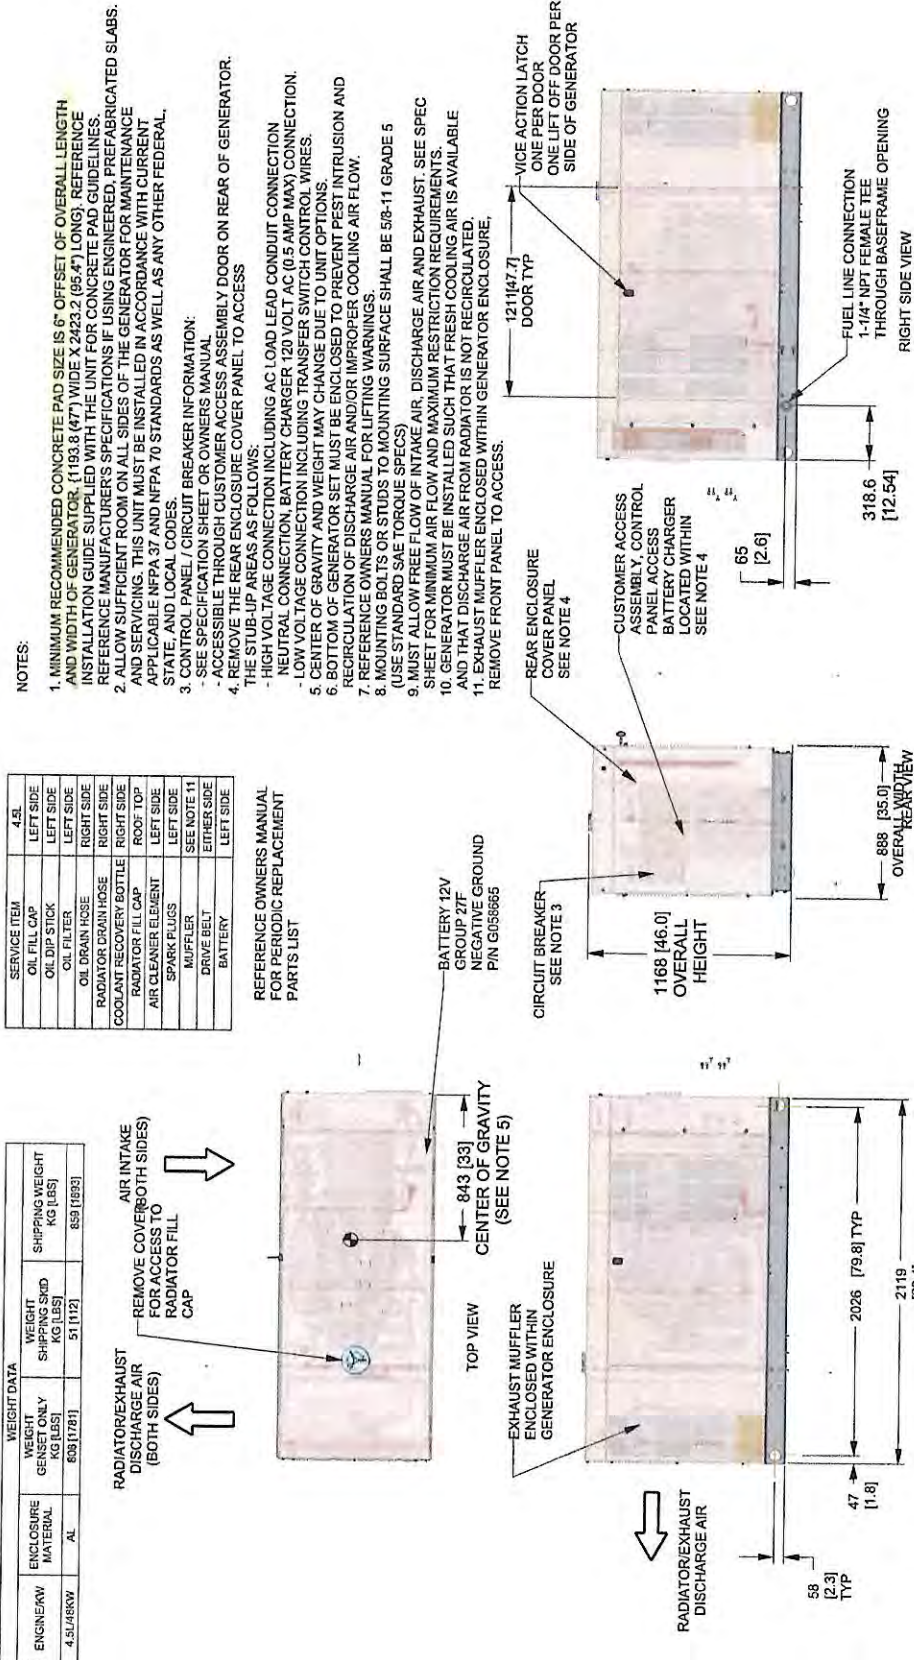 WEIGHT DATA
ENGINE/KW ENCLOSURE MATERIAL WEIGHT GENSET ONLY KG [LBS] WEIGHT SHIPPING SKID KG [LBS] SHIPPING WEIGHT KG [LBS]
4.5L/48KW AL 808 [1781] 51 [112] 859 [1893]
SERVICE ITEM 4.5L
OIL FILL CAP LEFT SIDE
OIL DIP STICK LEFT SIDE
OIL FILTER LEFT SIDE
OIL DRAIN HOSE RIGHT SIDE
RADIATOR DRAIN HOSE RIGHT SIDE
COOLANT RECOVERY BOTTLE RIGHT SIDE
RADIATOR FILL CAP ROOF TOP
AIR CLEANER ELEMENT LEFT SIDE
SPARK PLUGS LEFT SIDE
MUFFLER SEE NOTE 11
DRIVE BELT EITHER SIDE
BATTERY LEFT SIDE
REFERENCE OWNERS MANUAL
FOR PERIODIC REPLACEMENT
PARTS LIST
NOTES:
1. MINIMUM RECOMMENDED CONCRETE PAD SIZE IS 6" OFFSET OF OVERALL LENGTH
AND WIDTH OF GENERATOR. (1193.8 (47") WIDE X 2423.2 (95.4") LONG). REFERENCE
INSTALLATION GUIDE SUPPLIED WITH THE UNIT FOR CONCRETE PAD GUIDELINES.
REFERENCE MANUFACTURER'S SPECIFICATIONS IF USING ENGINEERED, PREFABRICATED SLABS.
2. ALLOW SUFFICIENT ROOM ON ALL SIDES OF THE GENERATOR FOR MAINTENANCE
AND SERVICING. THIS UNIT MUST BE INSTALLED IN ACCORDANCE WITH CURRENT
APPLICABLE NFPA 37 AND NFPA 70 STANDARDS AS WELL AS ANY OTHER FEDERAL,
STATE, AND LOCAL CODES.
3. CONTROL PANEL / CIRCUIT BREAKER INFORMATION:
- SEE SPECIFICATION SHEET OR OWNERS MANUAL
- ACCESSIBLE THROUGH CUSTOMER ACCESS ASSEMBLY DOOR ON REAR OF GENERATOR.
4. REMOVE THE REAR ENCLOSURE COVER PANEL TO ACCESS
THE STUB-UP AREAS AS FOLLOWS:
- HIGH VOLTAGE CONNECTION INCLUDING AC LOAD LEAD CONDUIT CONNECTION
NEUTRAL CONNECTION, BATTERY CHARGER 120 VOLT AC (0.5 AMP MAX) CONNECTION.
- LOW VOLTAGE CONNECTION INCLUDING TRANSFER SWITCH CONTROL WIRES.
5. CENTER OF GRAVITY AND WEIGHT MAY CHANGE DUE TO UNIT OPTIONS.
6. BOTTOM OF GENERATOR SET MUST BE ENCLOSED TO PREVENT PEST INTRUSION AND
RECIRCULATION OF DISCHARGE AIR AND/OR IMPROPER COOLING AIR FLOW.
7. REFERENCE OWNERS MANUAL FOR LIFTING WARNINGS.
8. MOUNTING BOLTS OR STUDS TO MOUNTING SURFACE SHALL BE 5/8-11 GRADE 5
(USE STANDARD SAE TORQUE SPECS)
9. MUST ALLOW FREE FLOW OF INTAKE AIR, DISCHARGE AIR AND EXHAUST. SEE SPEC
SHEET FOR MINIMUM AIR FLOW AND MAXIMUM RESTRICTION REQUIREMENTS.
10. GENERATOR MUST BE INSTALLED SUCH THAT FRESH COOLING AIR IS AVAILABLE
AND THAT DISCHARGE AIR FROM RADIATOR IS NOT RECIRCULATED.
11. EXHAUST MUFFLER ENCLOSED WITHIN GENERATOR ENCLOSURE,
REMOVE FRONT PANEL TO ACCESS.
RADIATOR/EXHAUST
DISCHARGE AIR
(BOTH SIDES)
REMOVE COVER
FOR ACCESS TO
RADIATOR FILL
CAP
AIR INTAKE
(BOTH SIDES)
BATTERY 12V
GROUP 27F
NEGATIVE GROUND
P/N G058665
843 [33]
CENTER OF GRAVITY
(SEE NOTE 5)
TOP VIEW
EXHAUST MUFFLER
ENCLOSED WITHIN
GENERATOR ENCLOSURE
RADIATOR/EXHAUST
DISCHARGE AIR
58
[2.3]
TYP
47
[1.8]
2026 [79.8] TYP
2119
CIRCUIT BREAKER
SEE NOTE 3
REAR ENCLOSURE
COVER PANEL
SEE NOTE 4
CUSTOMER ACCESS
ASSEMBLY, CONTROL
PANEL ACCESS
BATTERY CHARGER
LOCATED WITHIN
SEE NOTE 4
1168 [46.0]
OVERALL
HEIGHT
888 [35.0]
OVERALL WIDTH
REAR VIEW
VICE ACTION LATCH
ONE PER DOOR
ONE LIFT OFF DOOR PER
SIDE OF GENERATOR
1211[47.7]
DOOR TYP
65
[2.6]
318.6
[12.54]
FUEL LINE CONNECTION
1-1/4" NPT FEMALE TEE
THROUGH BASEFRAME OPENING
RIGHT SIDE VIEW